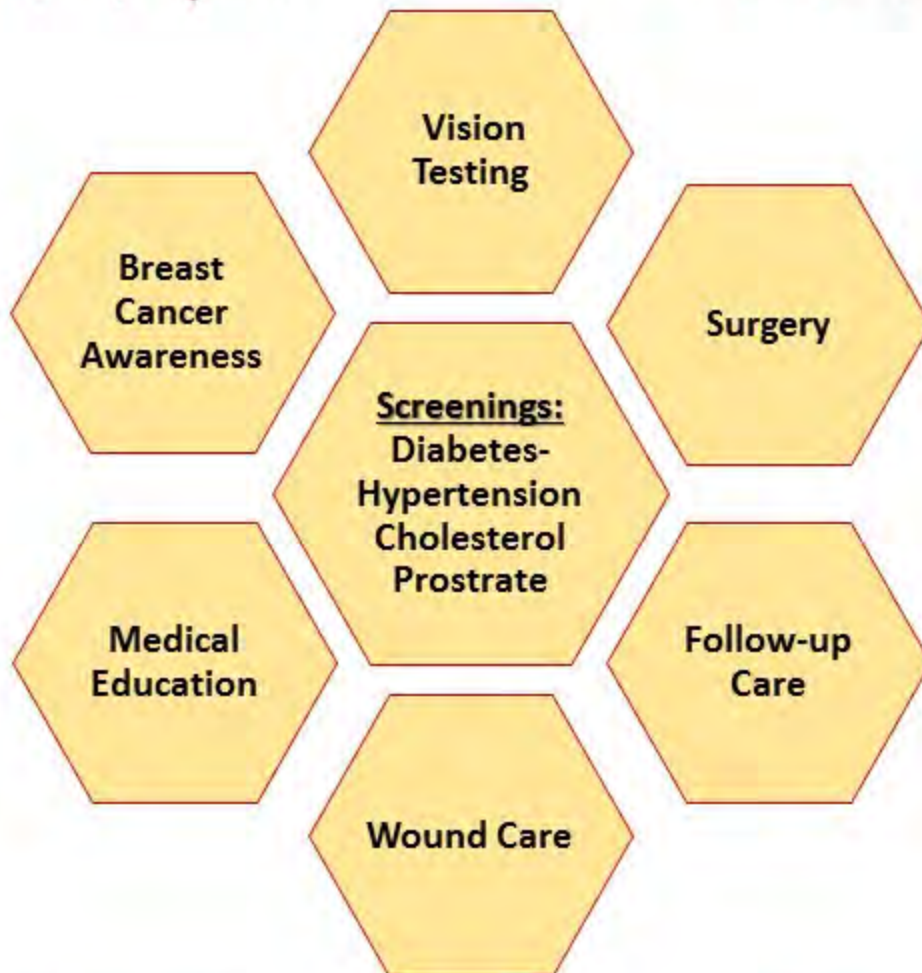 Vision
Testing
Breast
Cancer
Awareness
Surgery
Screenings:
Diabetes-
Hypertension
Cholesterol
Prostrate
Medical
Education
Follow-up
Care
Wound Care